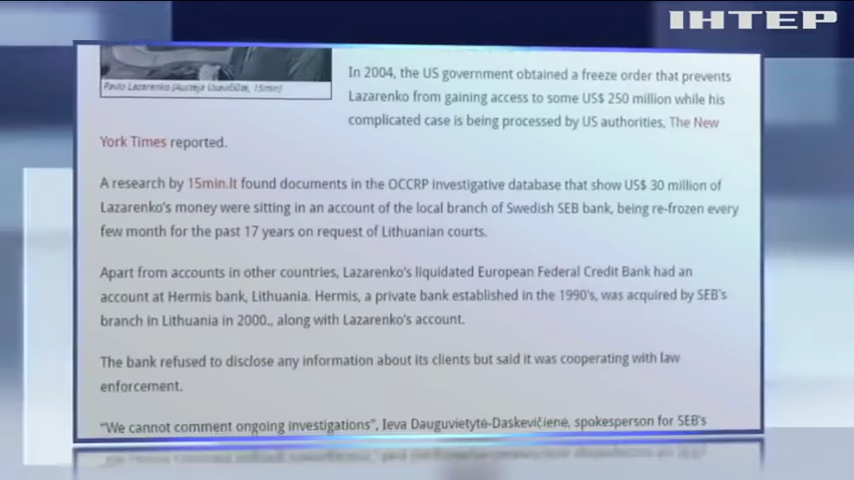 ІНТЕР
Pavlo Lazarenko (Austėja Usavičiūtė, 15min)
In 2004, the US government obtained a freeze order that prevents
Lazarenko from gaining access to some US$ 250 million while his
complicated case is being processed by US authorities, The New
York Times reported.
A research by 15min.lt found documents in the OCCRP investigative database that show US$ 30 million of
Lazarenko's money were sitting in an account of the local branch of Swedish SEB bank, being re-frozen every
few month for the past 17 years on request of Lithuanian courts.
Apart from accounts in other countries, Lazarenko's liquidated European Federal Credit Bank had an
account at Hermis bank, Lithuania. Hermis, a private bank established in the 1990's, was acquired by SEB's
branch in Lithuania in 2000., along with Lazarenko's account.
The bank refused to disclose any information about its clients but said it was cooperating with law
enforcement.
"We cannot comment ongoing investigations", Ieva Dauguvietytė-Daskevičienė, spokesperson for SEB's